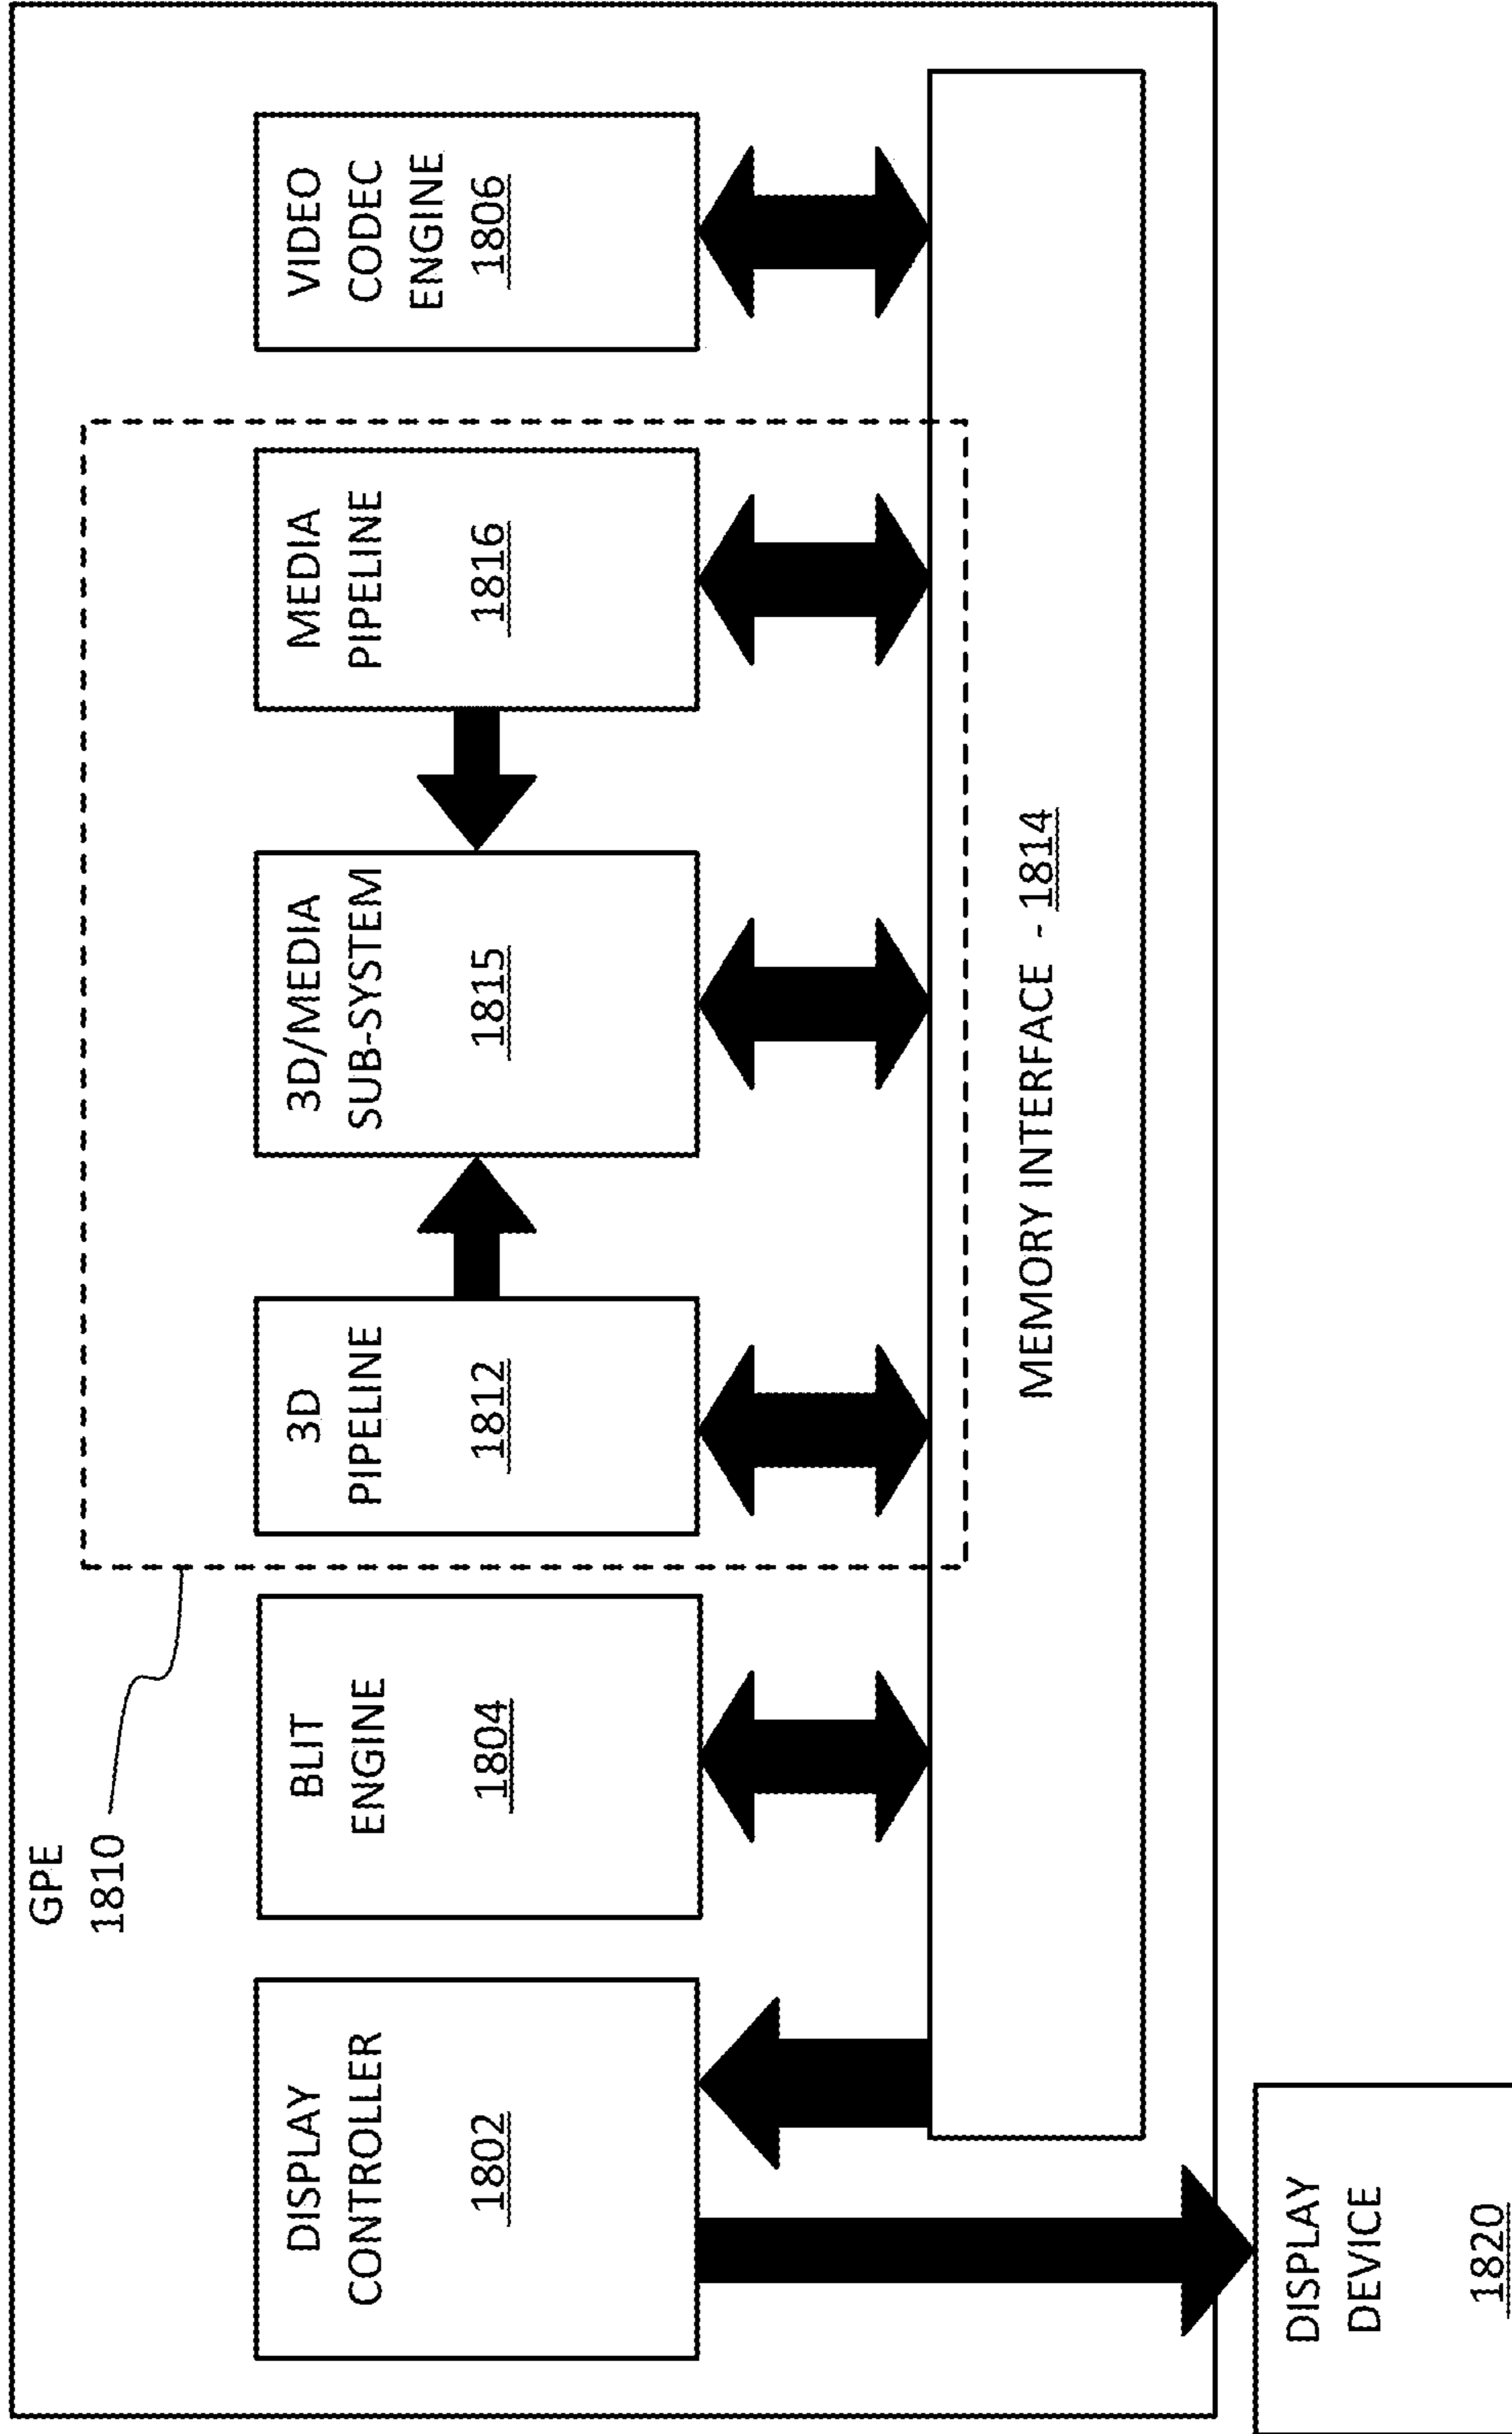 GPE
1810
DISPLAY
CONTROLLER
1802
BLIT
ENGINE
1804
3D
PIPELINE
1812
3D/MEDIA
SUB-SYSTEM
1815
MEDIA
PIPELINE
1816
VIDEO
CODEC
ENGINE
1806
MEMORY INTERFACE - 1814
DISPLAY
DEVICE
1820